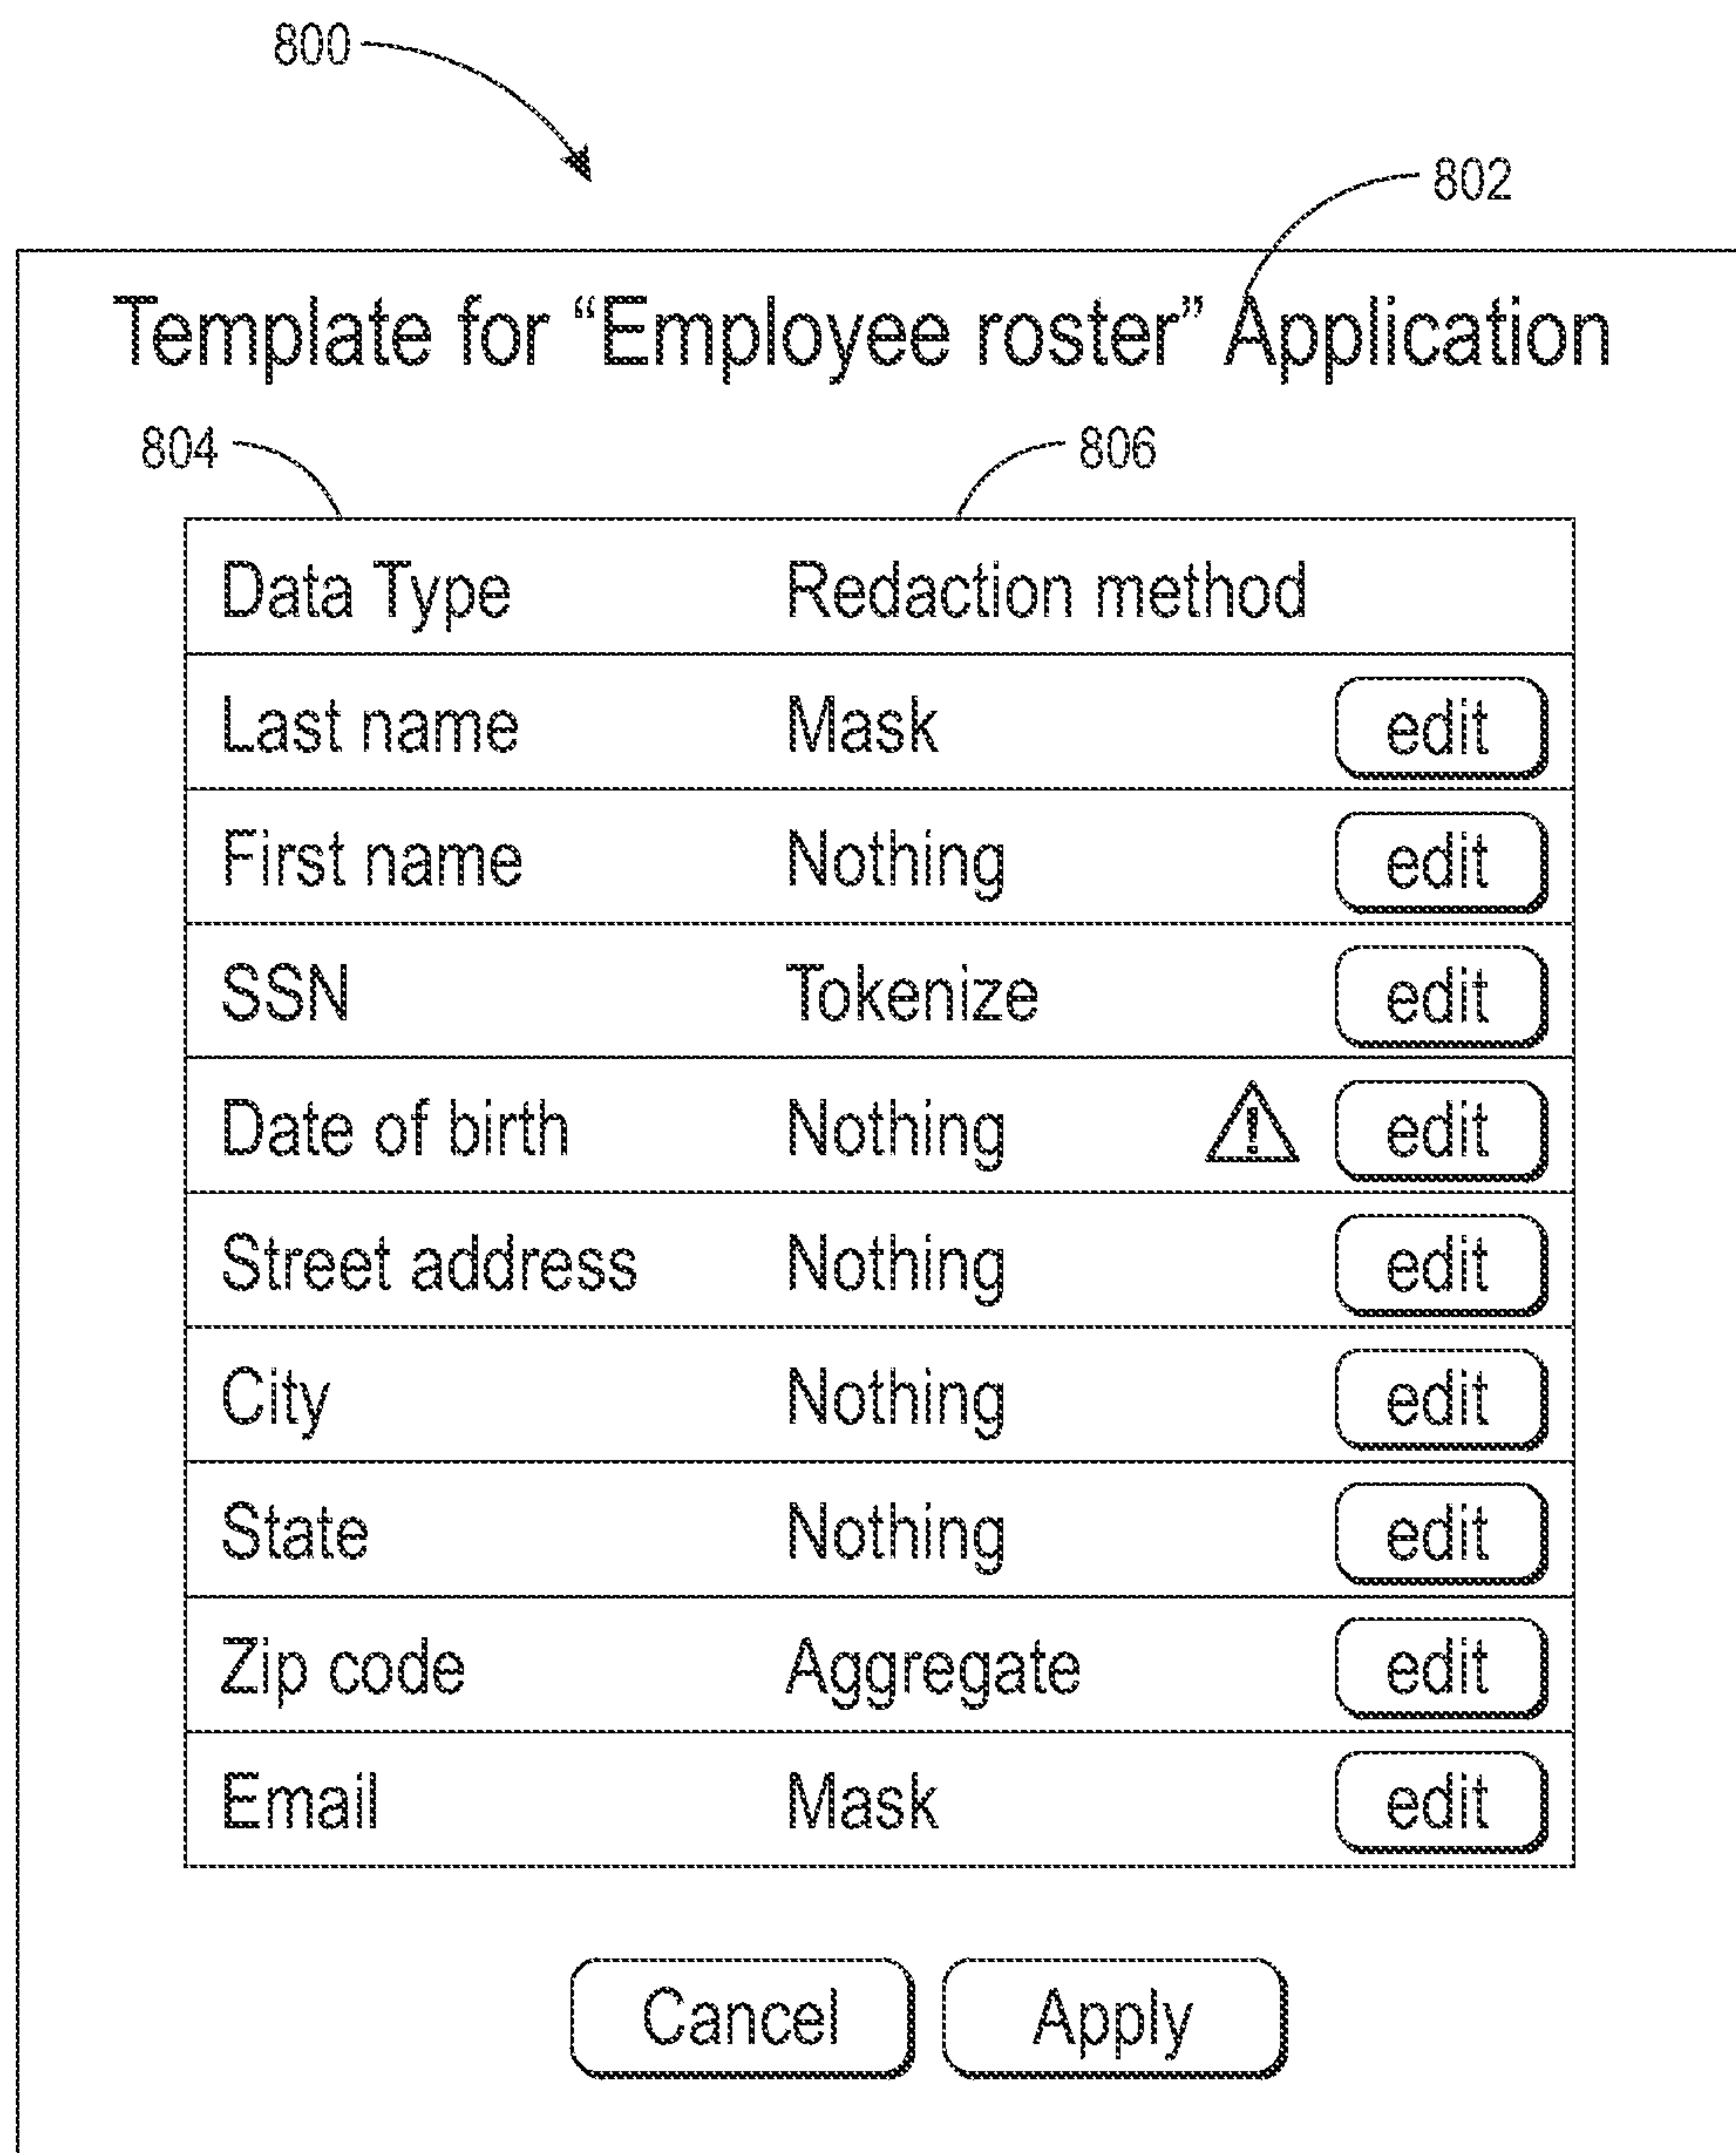 800
802
Template for “Employee roster” Application
804 806
Data Type Redaction method
Last name Mask edit
First name Nothing edit
SSN Tokenize edit
Date of birth Nothing ! edit
Street address Nothing edit
City Nothing edit
State Nothing edit
Zip code Aggregate edit
Email Mask edit
Cancel Apply